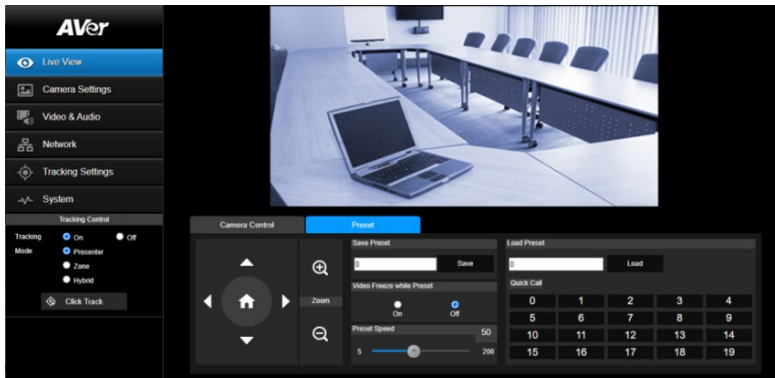 AVer
Live View
Camera Settings
Video & Audio
Network
Tracking Settings
System
Tracking Control
Tracking On Off
Mode Presenter
Zone
Hybrid
Click Track
Camera Control Preset
Zoom
Save Preset
0 Save
Video Freeze while Preset
On Off
Preset Speed 50
5 200
Load Preset
0 Load
Quick Call
0 1 2 3 4
5 6 7 8 9
10 11 12 13 14
15 16 17 18 19